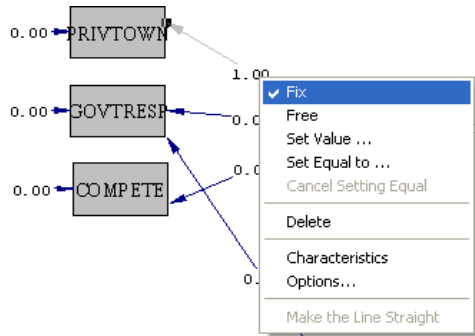 0.00 PRIVTOWN
1.00
0.00 GOVTRESP
0.0
0.00 COMPETE
0.0
0.
Fix
Free
Set Value ...
Set Equal to ...
Cancel Setting Equal
Delete
Characteristics
Options...
Make the Line Straight